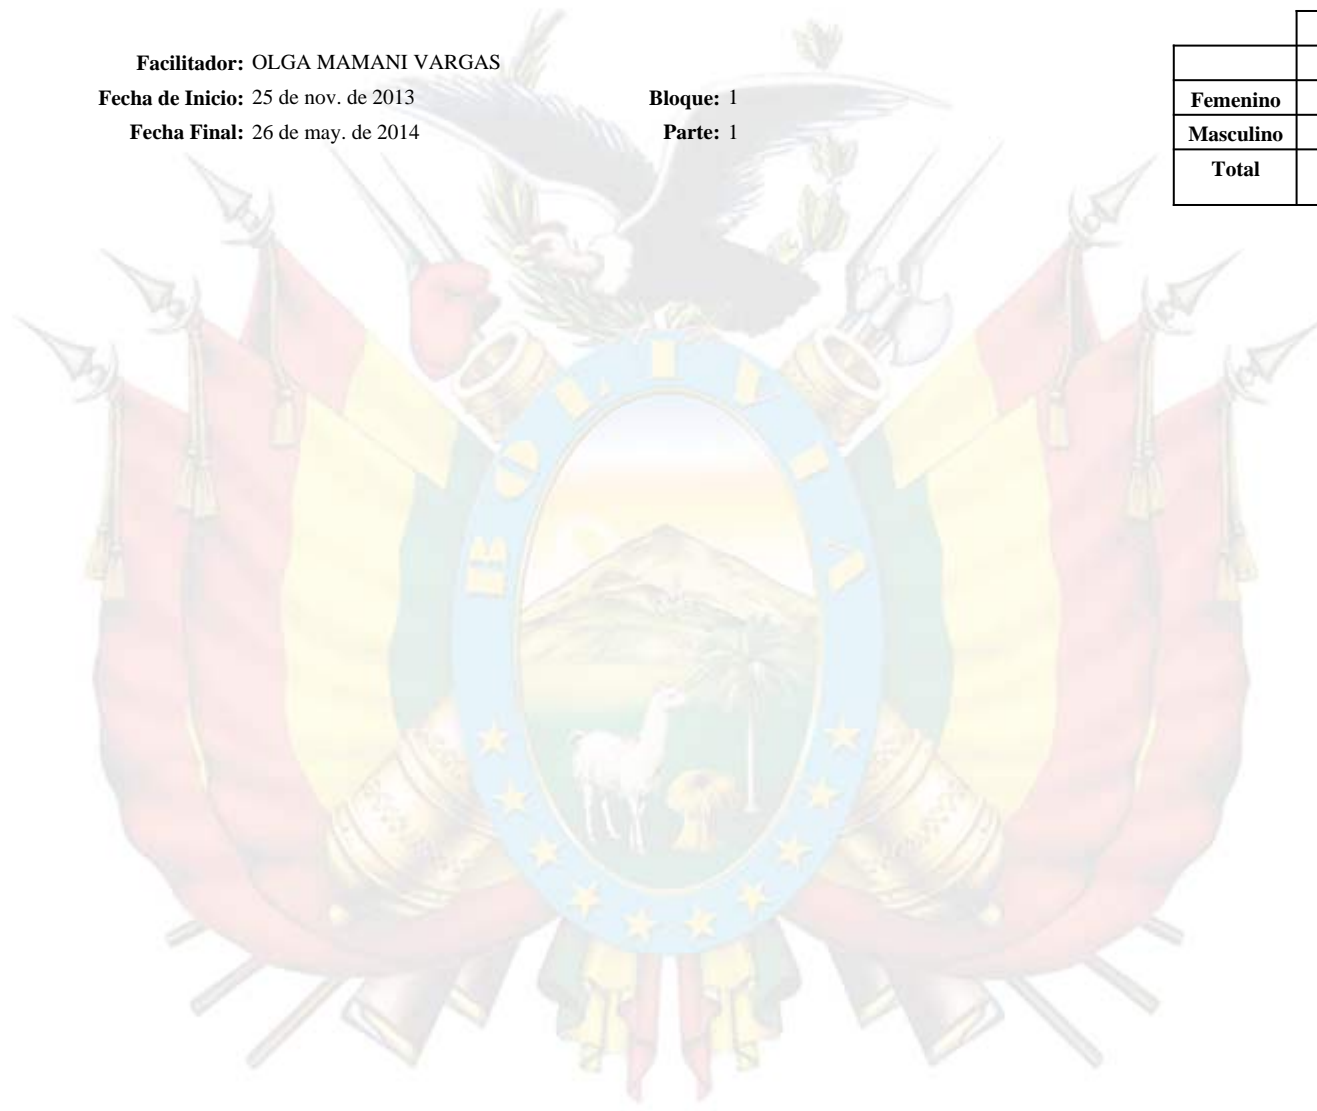 Facilitador: OLGA MAMANI VARGAS
Fecha de Inicio: 25 de nov. de 2013 Bloque: 1
Fecha Final: 26 de may. de 2014 Parte: 1
Femenino
Masculino
Total
BOLIVIA